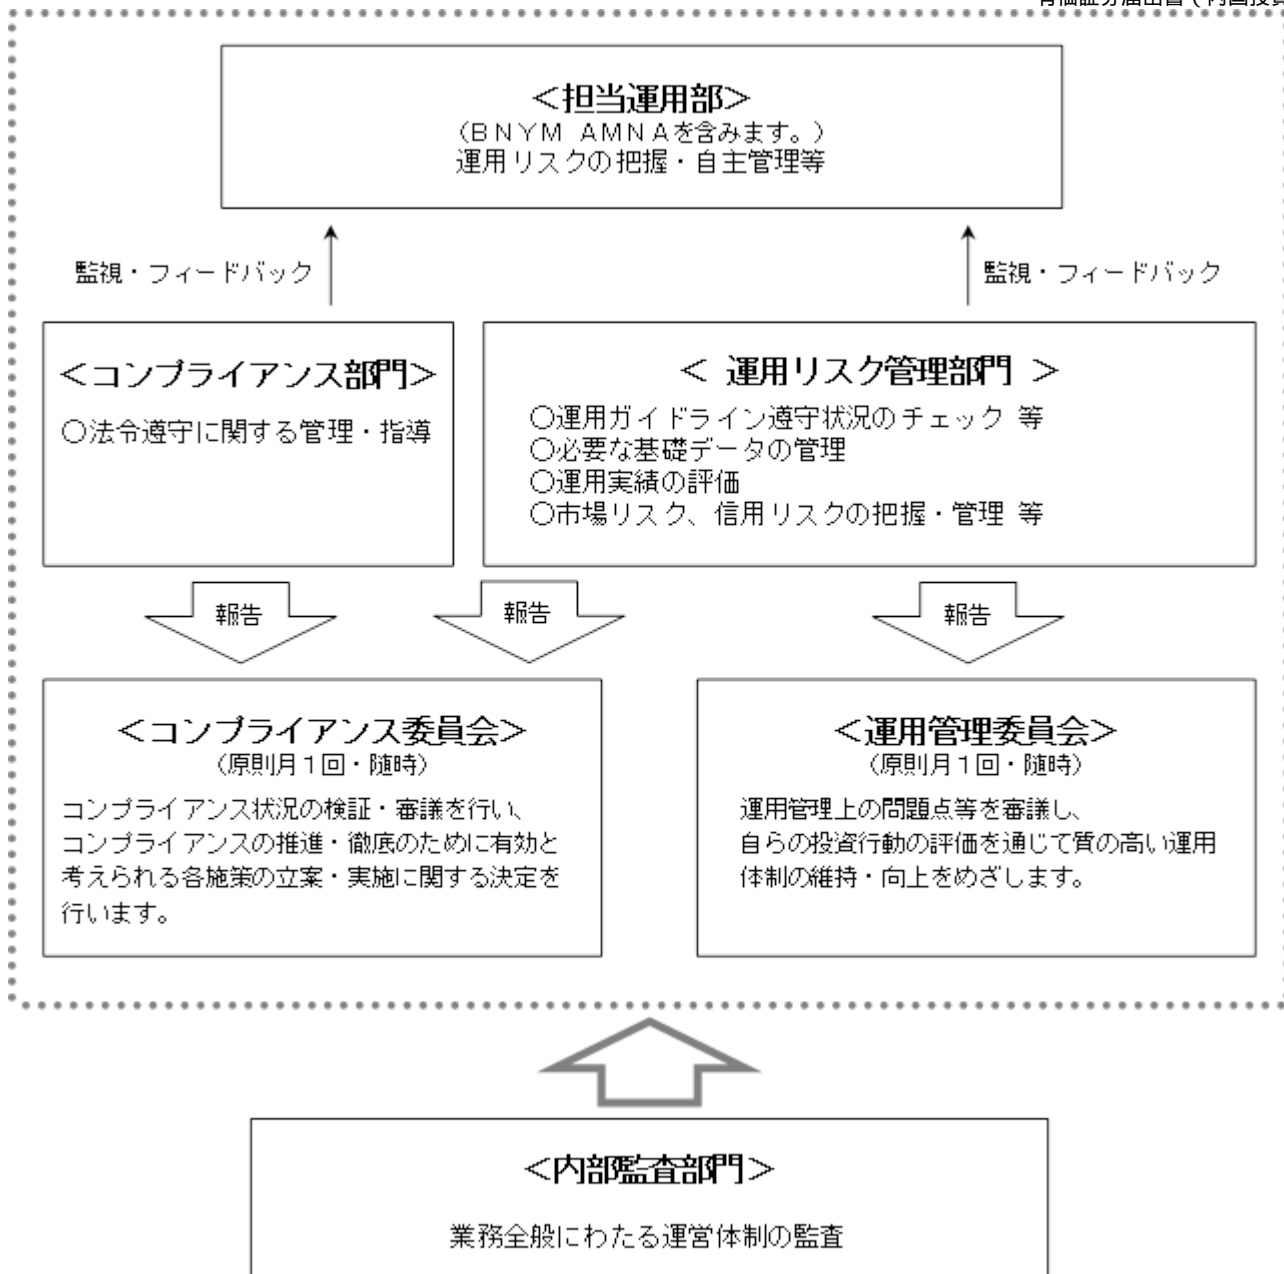 ＜担当運用部＞
（ＢＮＹＭ ＡＭＮＡを含みます。）
運用リスクの把握・自主管理等
監視・フィードバック
監視・フィードバック
＜コンプライアンス部門＞
○法令遵守に関する管理・指導
＜ 運用リスク管理部門 ＞
○運用ガイドライン遵守状況のチェック 等
○必要な基礎データの管理
○運用実績の評価
○市場リスク、信用リスクの把握・管理 等
報告
報告
報告
＜コンプライアンス委員会＞
（原則月１回・随時）
コンプライアンス状況の検証・審議を行い、
コンプライアンスの推進・徹底のために有効と
考えられる各施策の立案・実施に関する決定を
行います。
＜運用管理委員会＞
（原則月１回・随時）
運用管理上の問題点等を審議し、
自らの投資行動の評価を通じて質の高い運用
体制の維持・向上をめざします。
＜内部監査部門＞
業務全般にわたる運営体制の監査